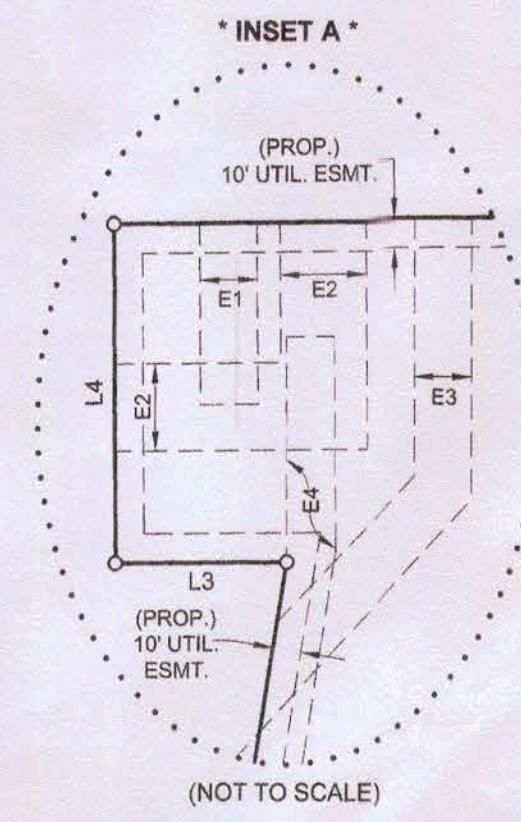 * INSET A *
(PROP.)
10' UTIL. ESMT.
E1
E2
E3
L4
E2
E4
L3
(PROP.)
10' UTIL.
ESMT.
(NOT TO SCALE)